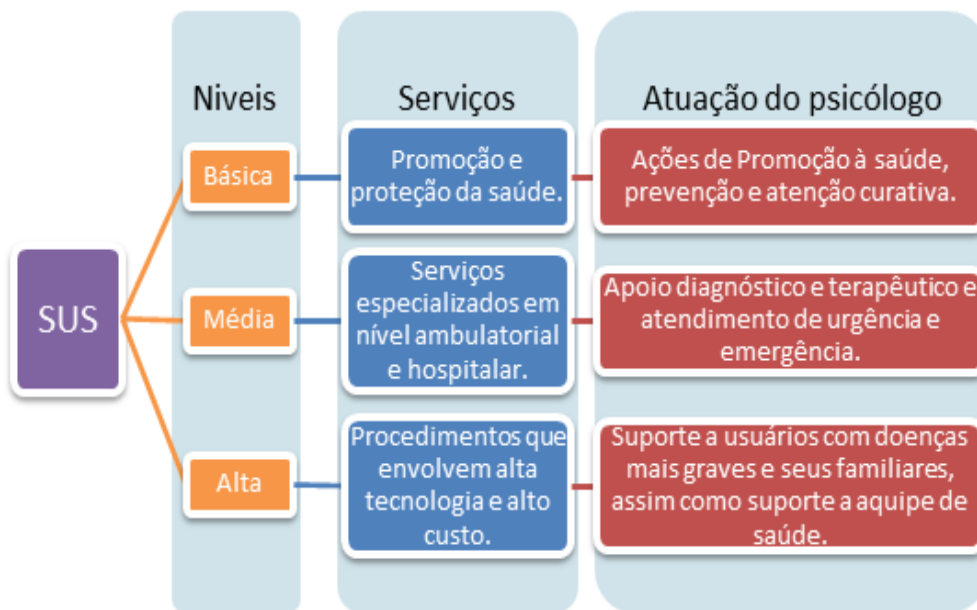 Niveis
Serviços
Atuação do psicólogo
SUS
Básica
Promoção e
proteção da saúde.
Ações de Promoção à saúde,
prevenção e atenção curativa.
Média
Serviços
especializados em
nível ambulatorial
e hospitalar.
Apoio diagnóstico e terapêutico e
atendimento de urgência e
emergência.
Alta
Procedimentos que
envolvem alta
tecnologia e alto
custo.
Suporte a usuários com doenças
mais graves e seus familiares,
assim como suporte a aquipe de
saúde.